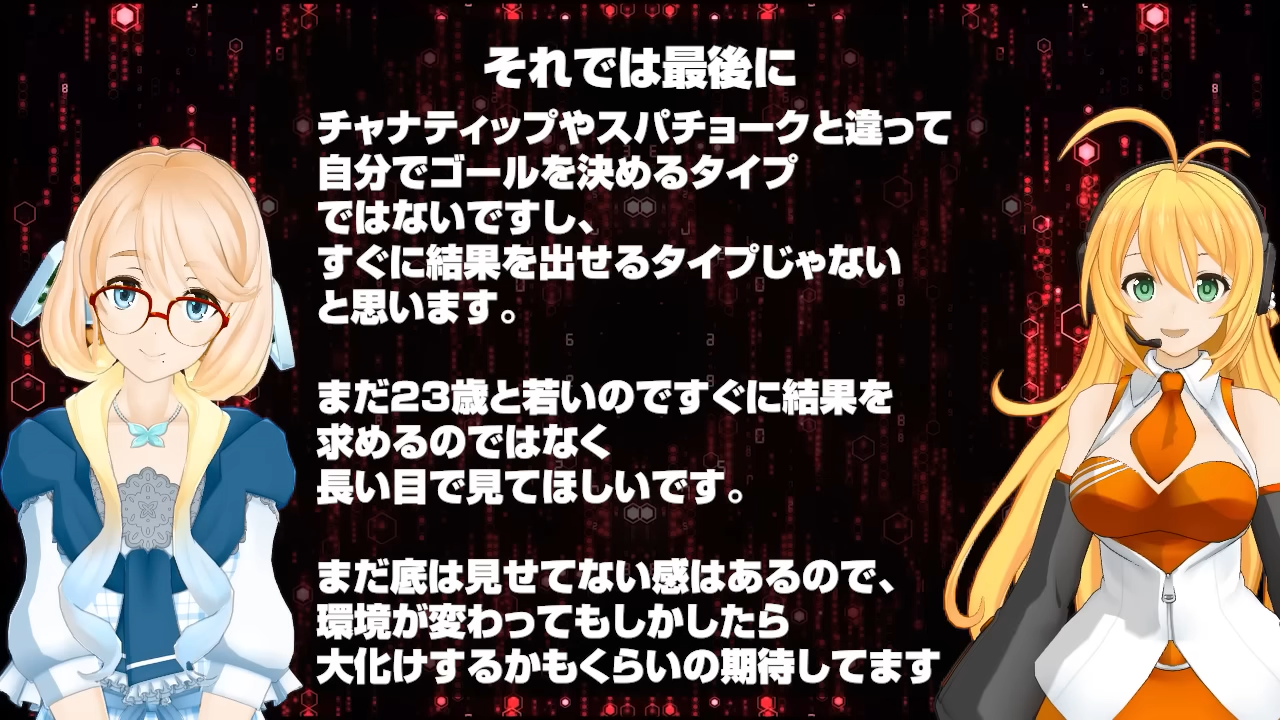 それでは最後に
チャナティップやスパチョークと違って
自分でゴールを決めるタイプ
ではないですし、
すぐに結果を出せるタイプじゃない
と思います。
まだ23歳と若いのですぐに結果を
求めるのではなく
長い目で見てほしいです。
まだ底は見せてない感はあるので、
環境が変わってもしかしたら
大化けするかもくらいの期待してます